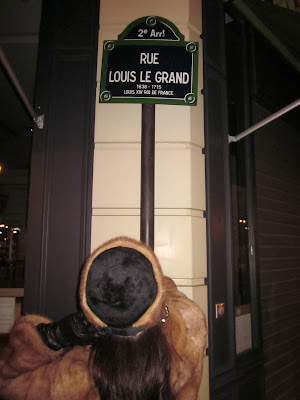 2e Arrt
RUE
LOUIS LE GRAND
1638 - 1715
LOUIS XIV ROI DE FRANCE